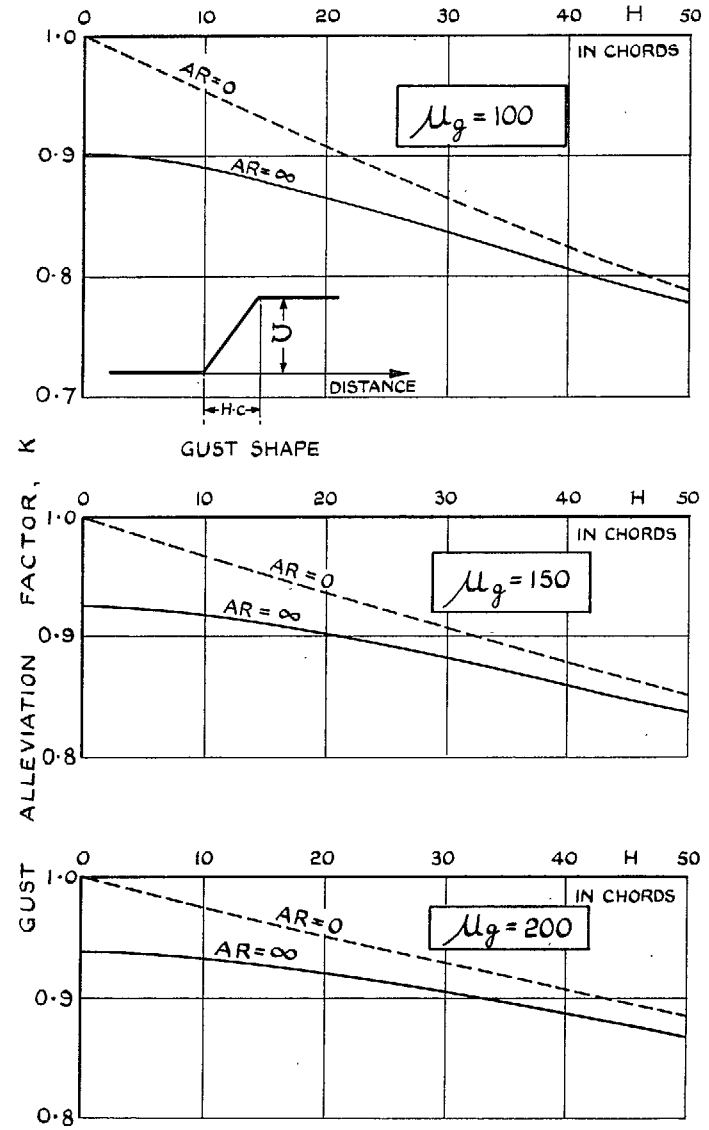 0 10 20 30 40 H 50
1.0
IN CHORDS
AR=0
μg = 100
0.9
AR=∞
0.8
U
DISTANCE
0.7
H·c
GUST SHAPE
GUST ALLEVIATION FACTOR, K
0 10 20 30 40 H 50
1.0
IN CHORDS
AR=0
μg = 150
AR = ∞
0.9
0.8
0 10 20 30 40 H 50
1.0
IN CHORDS
AR=0
μg = 200
AR=∞
0.9
0.8